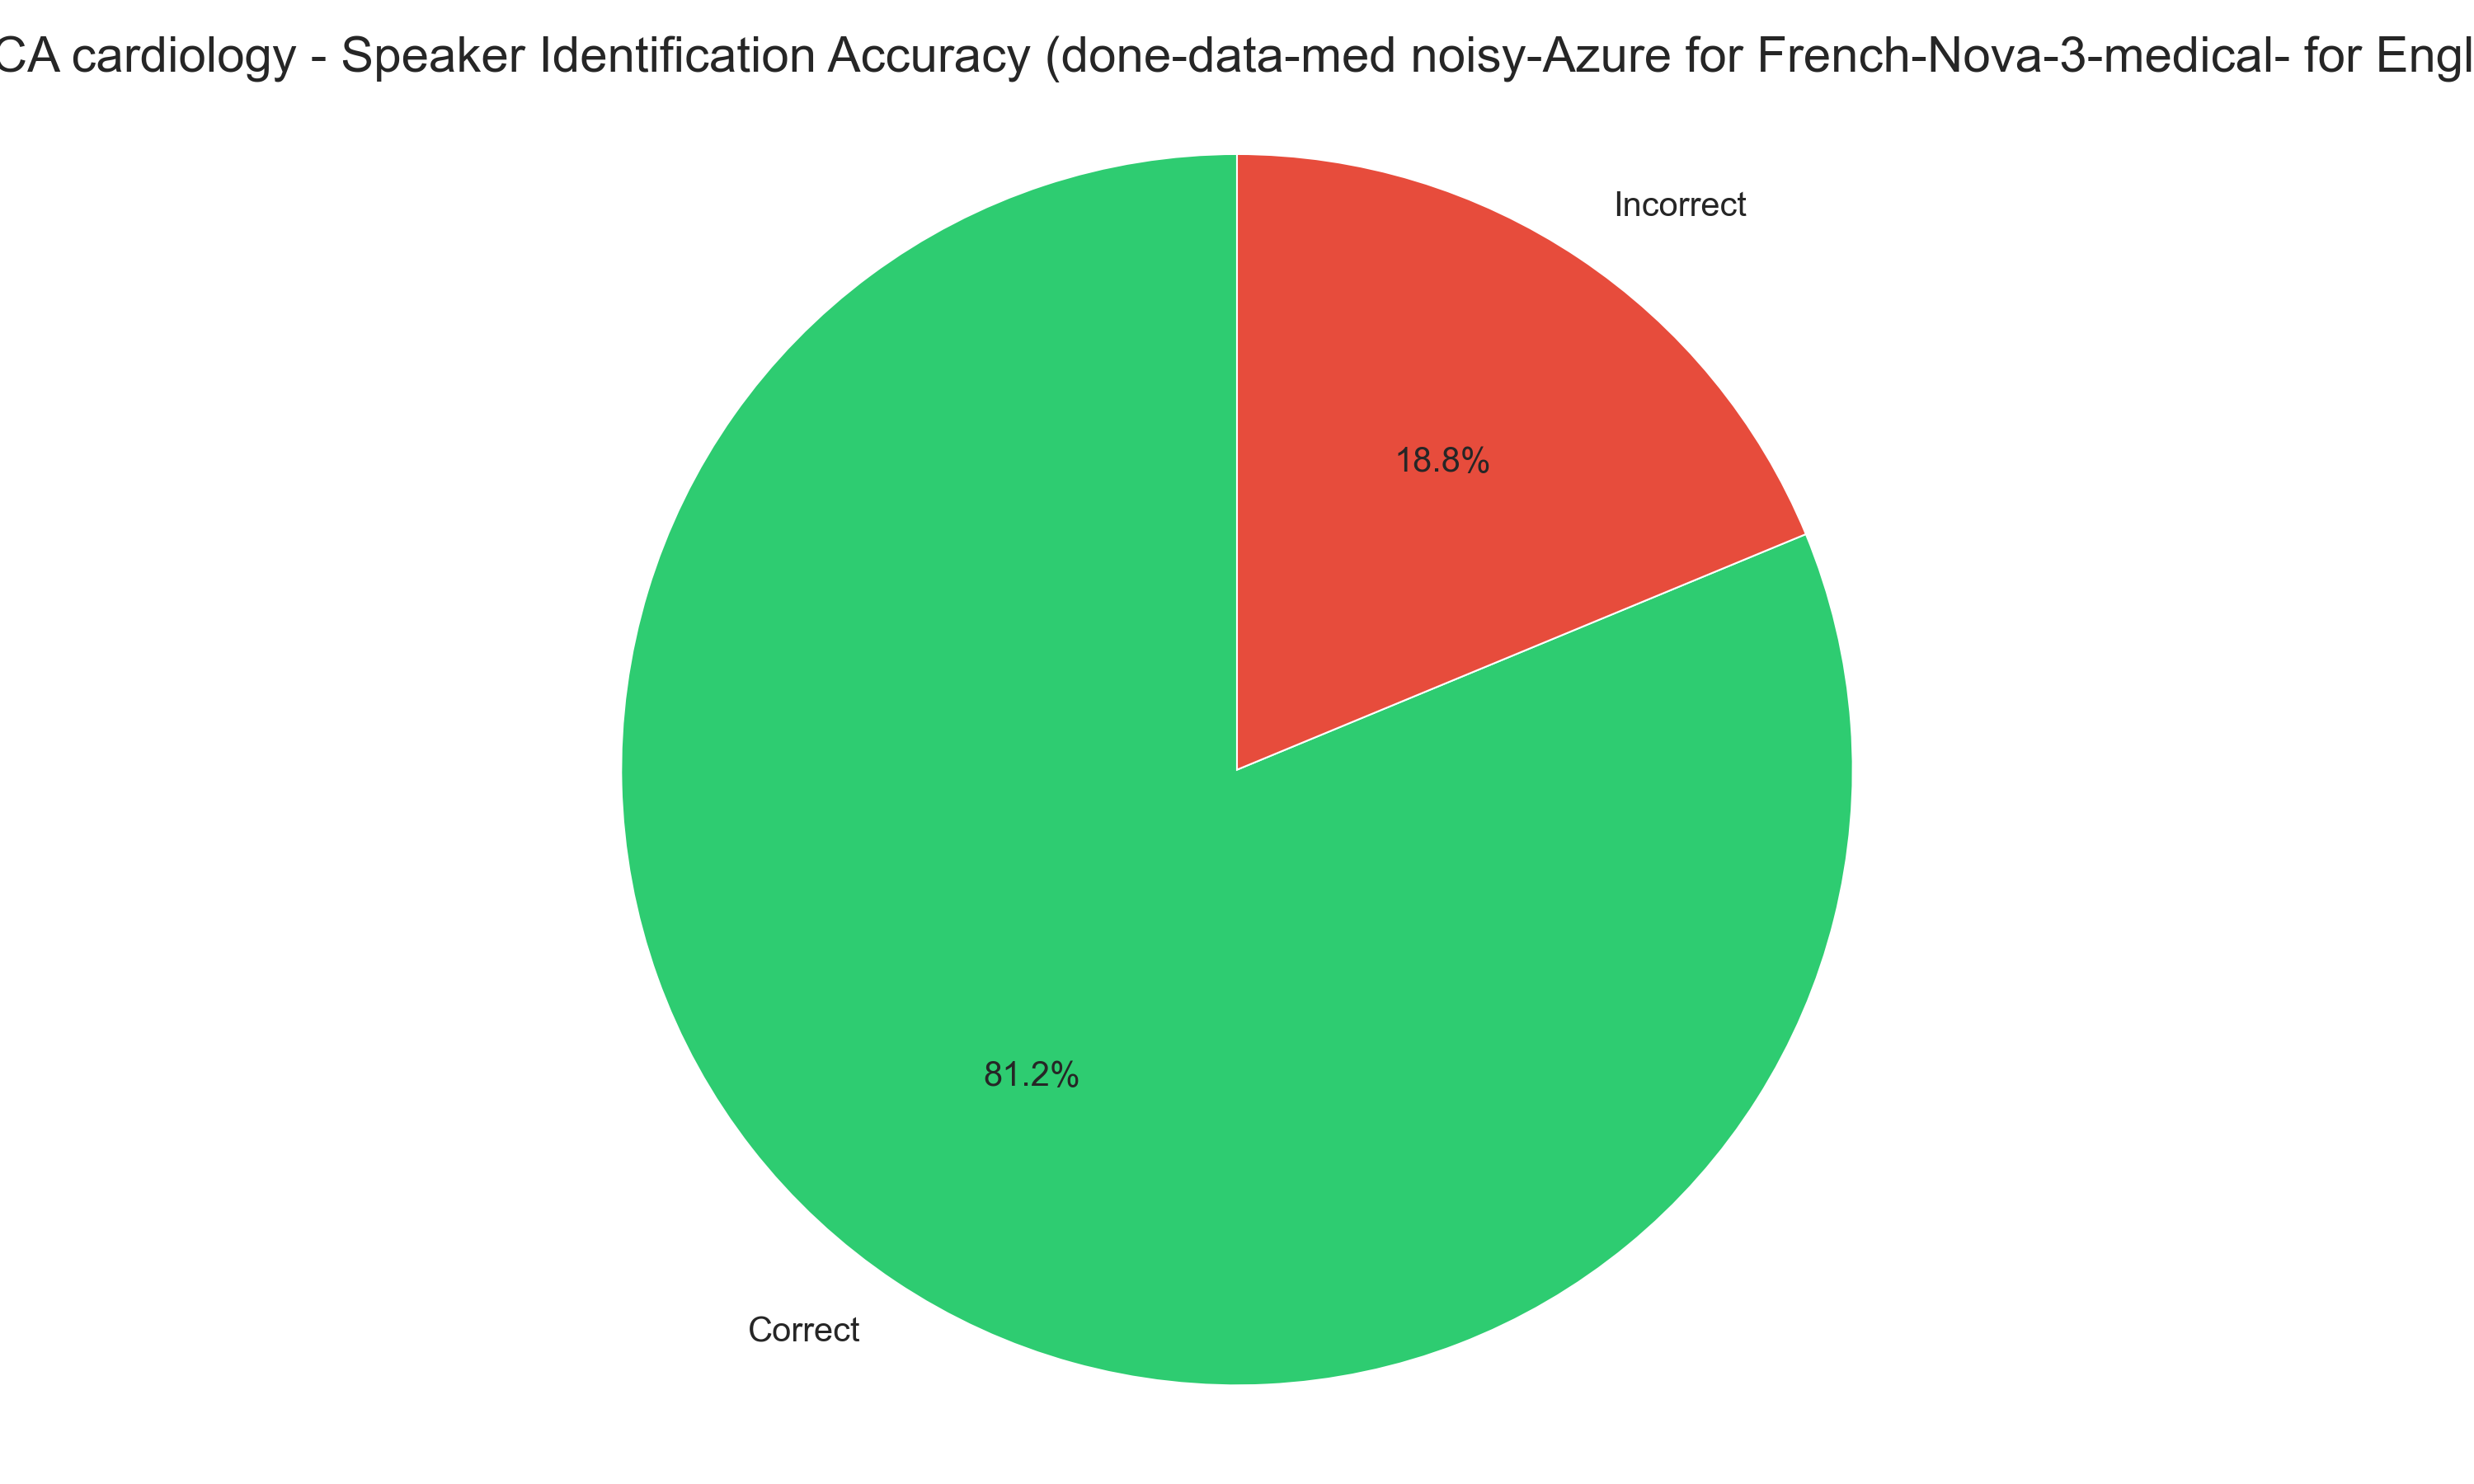 CA cardiology - Speaker Identification Accuracy (done-data-med noisy-Azure for French-Nova-3-medical- for Engl
Incorrect
18.8%
81.2%
Correct